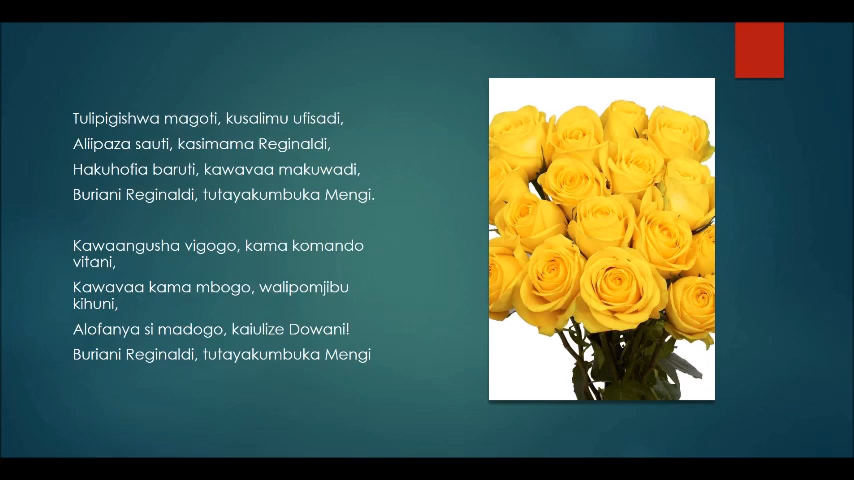 Tulipigishwa magoti, kusalimu ufisadi,
Aliipaza sauti, kasimama Reginaldi,
Hakuhofia baruti, kawavaa makuwadi,
Buriani Reginaldi, tutayakumbuka Mengi.
Kawaangusha vigogo, kama komando
vitani,
Kawavaa kama mbogo, walipomjibu
kihuni,
Alofanya si madogo, kaiulize Dowani!
Buriani Reginaldi, tutayakumbuka Mengi